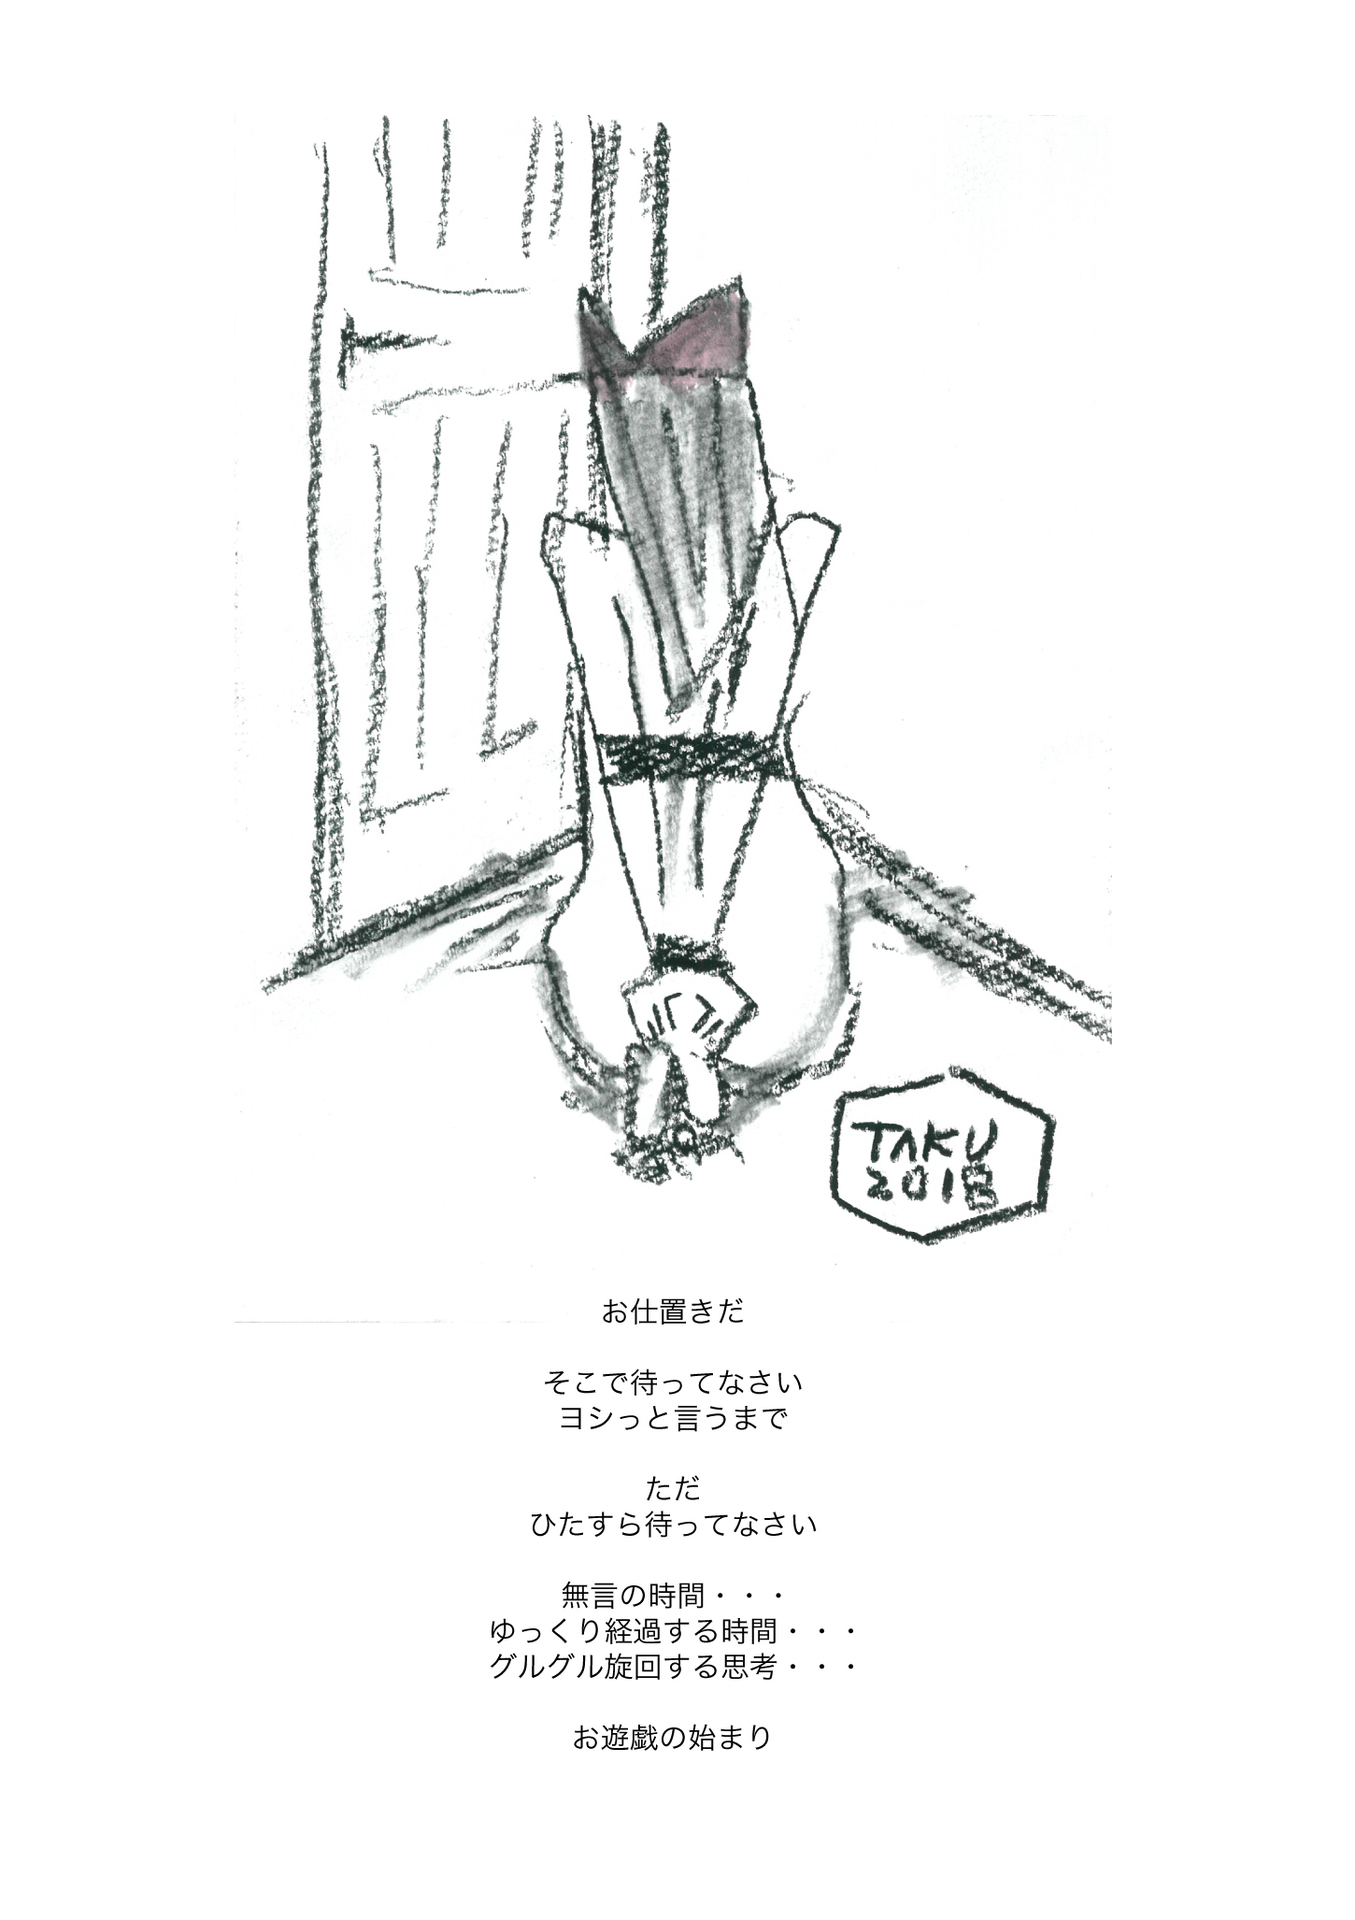 TAKU
2018
お仕置きだ
そこで待ってなさい
ヨシっと言うまで
ただ
ひたすら待ってなさい
無言の時間・・・
ゆっくり経過する時間・・・
グルグル旋回する思考・・・
お遊戯の始まり